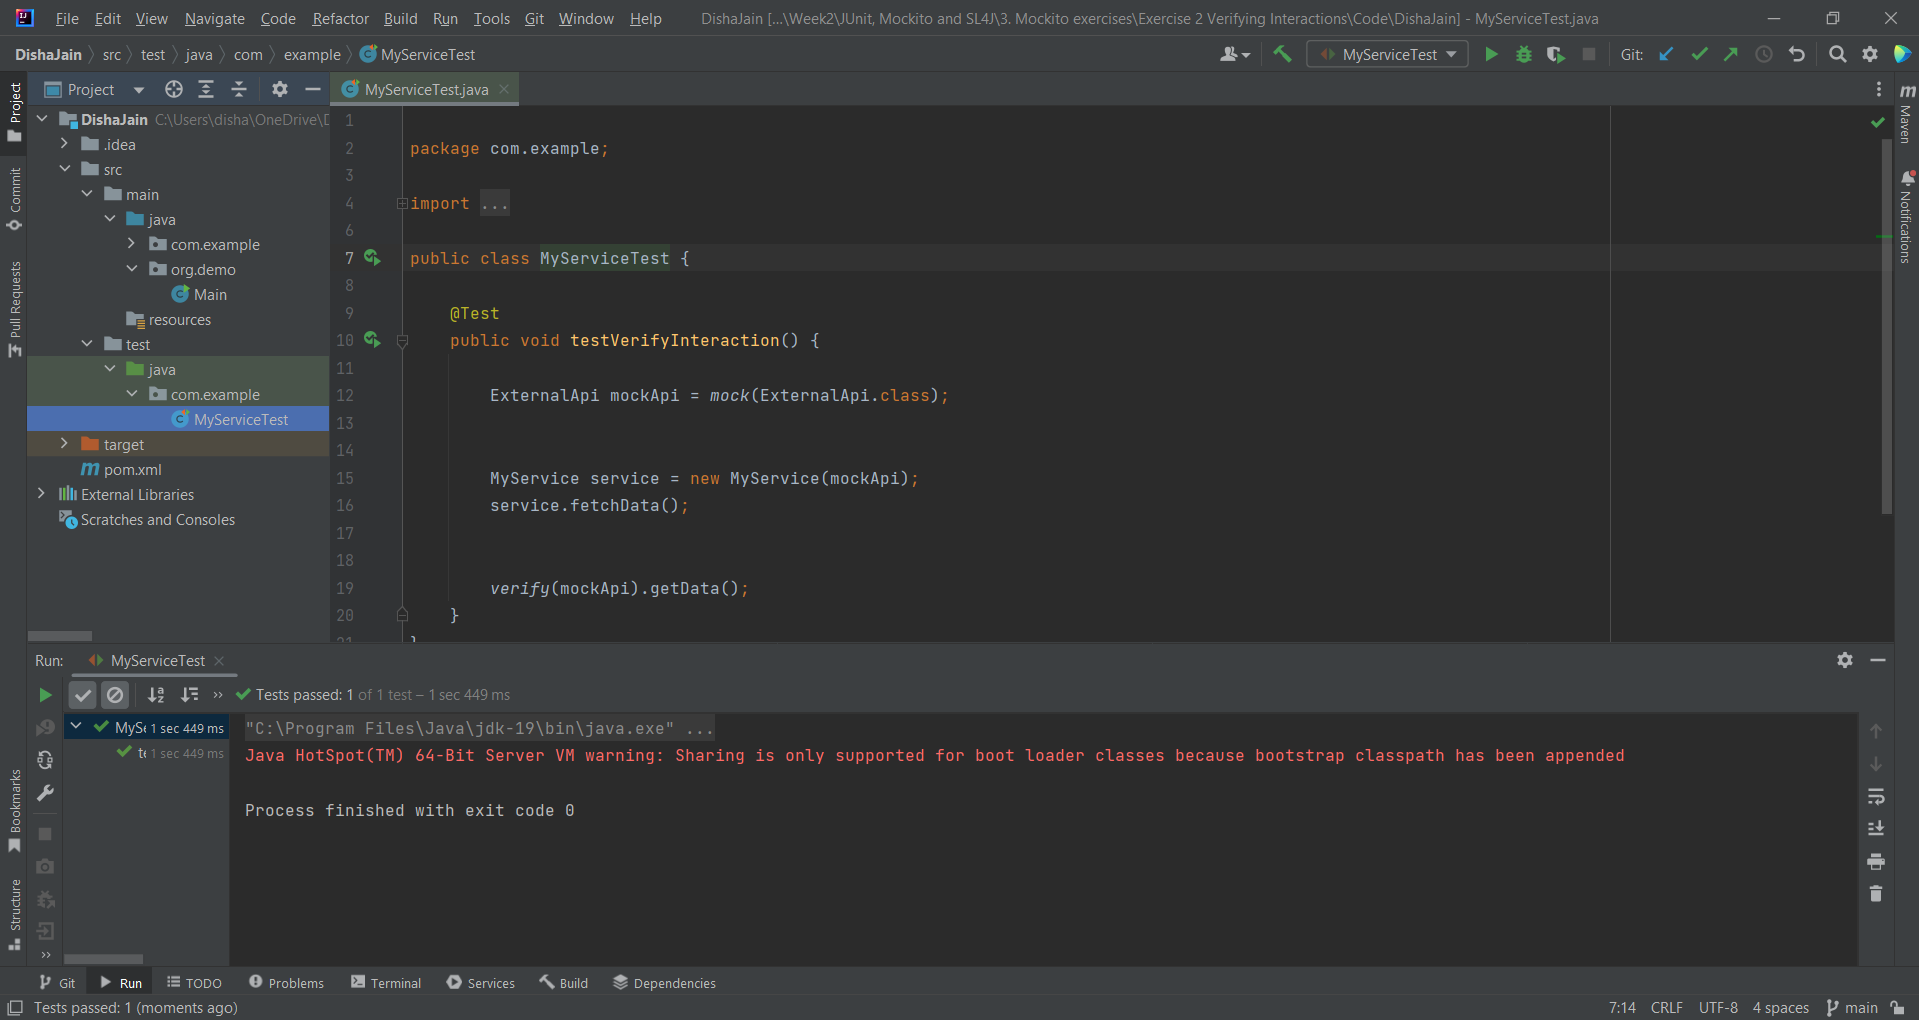 File Edit View Navigate Code Refactor Build Run Tools Git Window Help DishaJain [...\Week2\JUnit, Mockito and SL4J\3. Mockito exercises\Exercise 2 Verifying Interactions\Code\DishaJain] - MyServiceTest.java
DishaJain src test java com example MyServiceTest MyServiceTest Git:
Project
MyServiceTest.java
Project
Commit
Pull Requests
Bookmarks
Structure
Maven
Notifications
DishaJain C:\Users\disha\OneDrive\D
.idea
src
main
java
com.example
org.demo
Main
resources
test
java
com.example
MyServiceTest
target
pom.xml
External Libraries
Scratches and Consoles
1
2 package com.example;
3
4 import ...
6
7 public class MyServiceTest {
8
9 @Test
10 public void testVerifyInteraction() {
11
12 ExternalApi mockApi = mock(ExternalApi.class);
13
14
15 MyService service = new MyService(mockApi);
16 service.fetchData();
17
18
19 verify(mockApi).getData();
20 }
21 }
Run: MyServiceTest
Tests passed: 1 of 1 test – 1 sec 449 ms
MySe 1 sec 449 ms
te 1 sec 449 ms
"C:\Program Files\Java\jdk-19\bin\java.exe" ...
Java HotSpot(TM) 64-Bit Server VM warning: Sharing is only supported for boot loader classes because bootstrap classpath has been appended
Process finished with exit code 0
Git Run TODO Problems Terminal Services Build Dependencies
Tests passed: 1 (moments ago) 7:14 CRLF UTF-8 4 spaces main